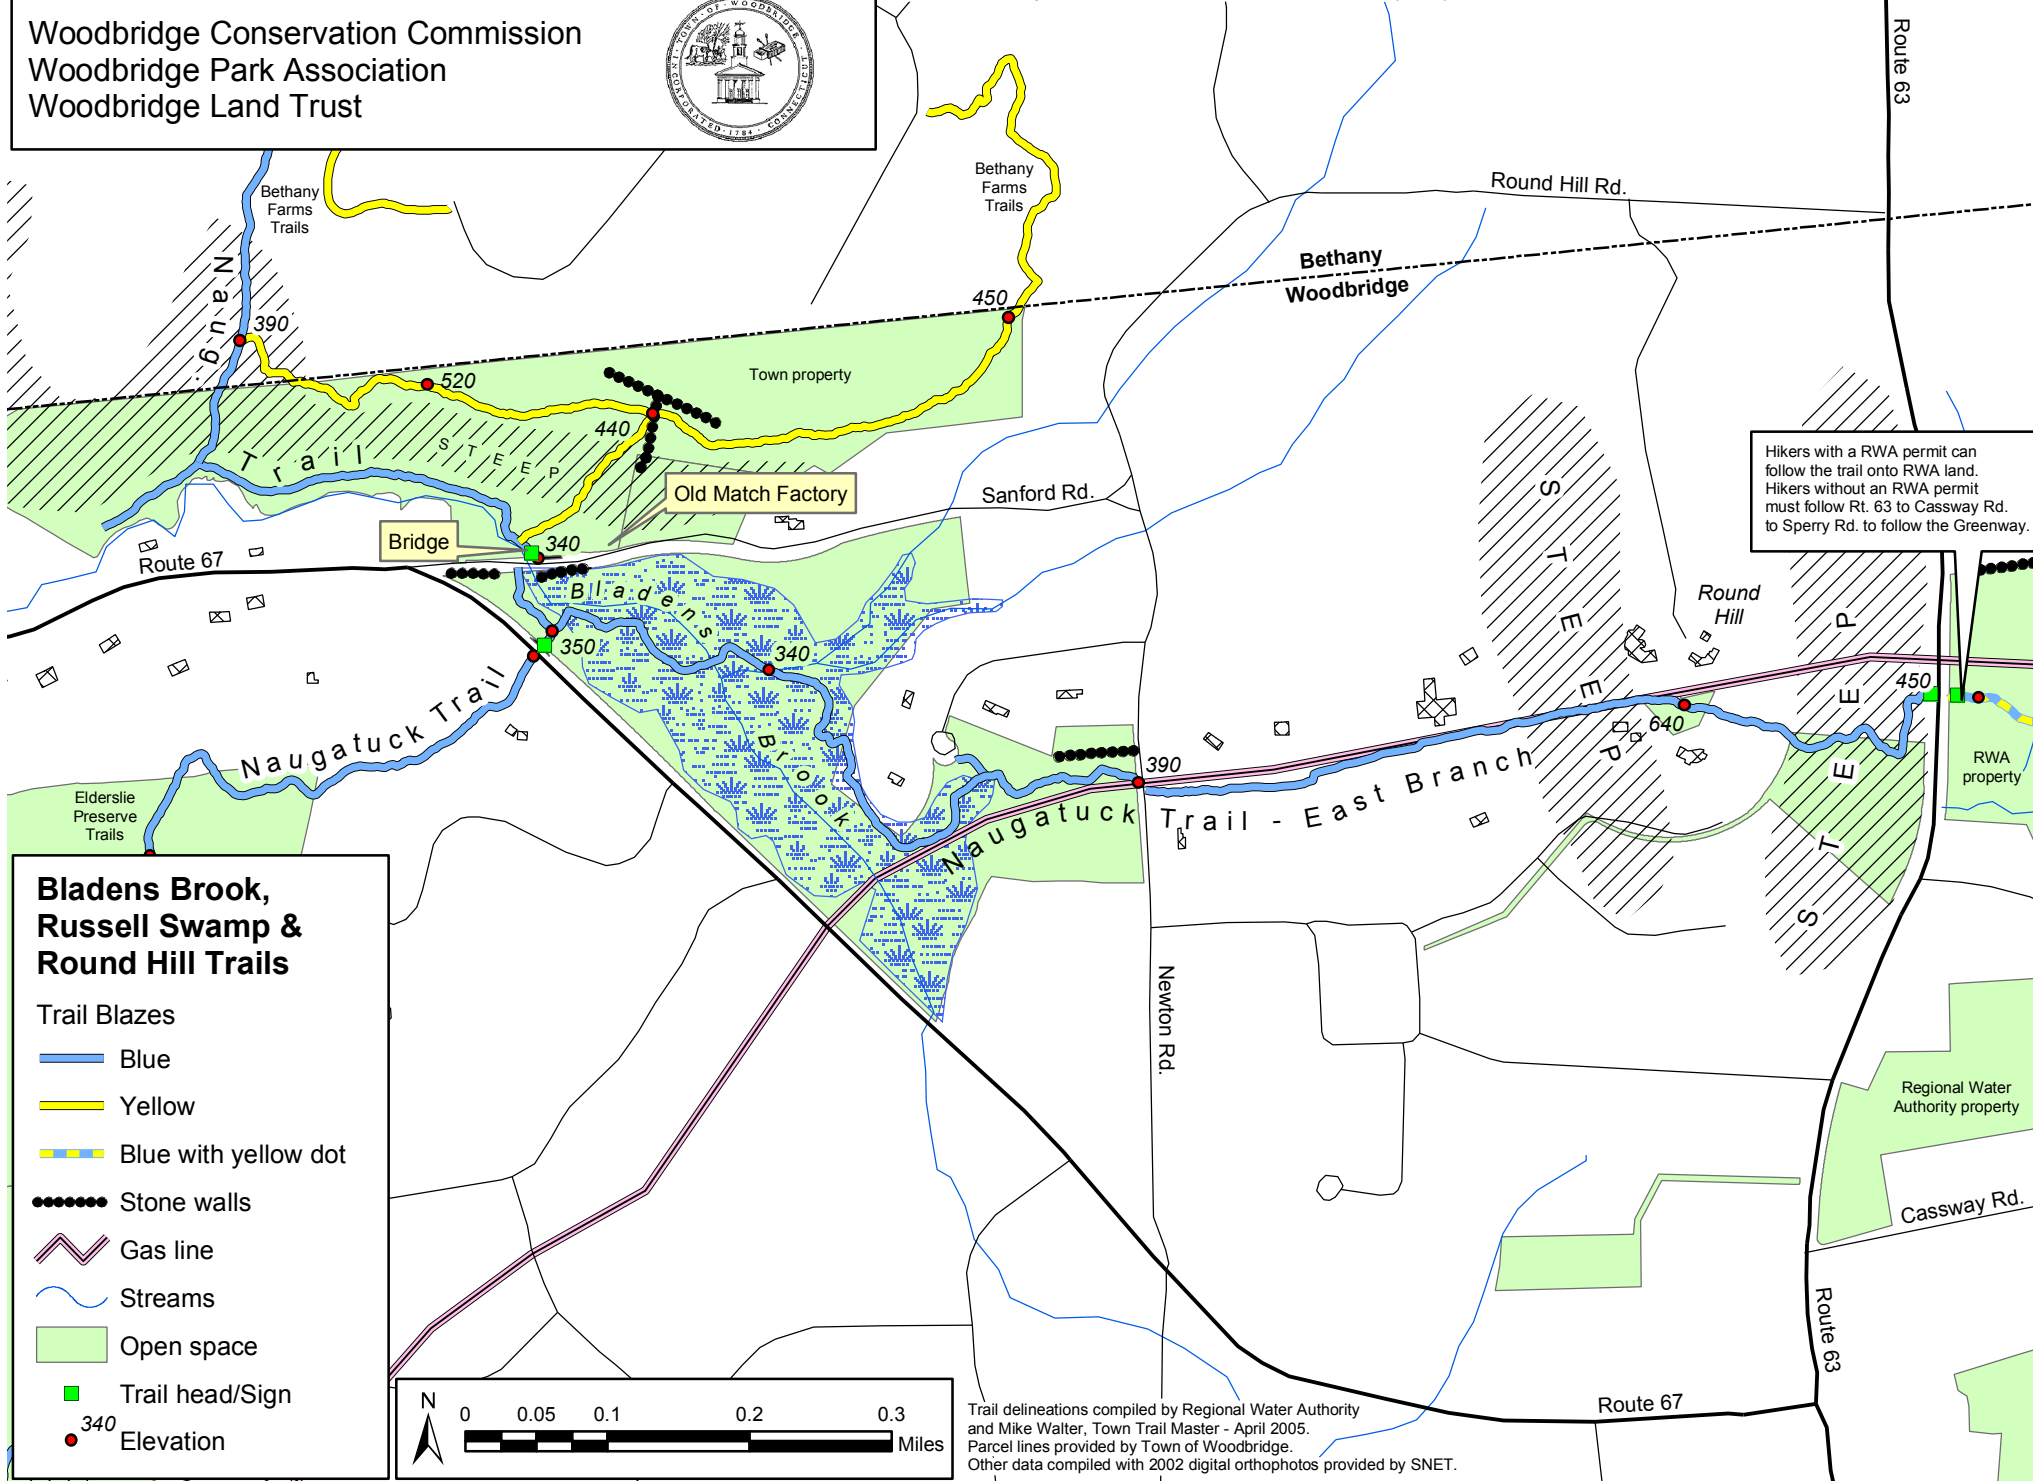 Woodbridge Conservation Commission
Woodbridge Park Association
Woodbridge Land Trust
TOWN · OF · WOODBRIDGE
INCORPORATED · 1784 · CONNECTICUT
Route 63
Bethany
Farms
Trails
Bethany
Farms
Trails
Round Hill Rd.
Bethany
Woodbridge
Naug.
Trail
390
520
440
450
Town property
STEEP
Old Match Factory
Sanford Rd.
Bridge
340
Route 67
Bladens
Brook
350
340
Naugatuck Trail
Elderslie
Preserve
Trails
390
Naugatuck Trail - East Branch
STEEP
Round
Hill
640
STEEP
450
Hikers with a RWA permit can
follow the trail onto RWA land.
Hikers without an RWA permit
must follow Rt. 63 to Cassway Rd.
to Sperry Rd. to follow the Greenway.
RWA
property
Newton Rd.
Regional Water
Authority property
Cassway Rd.
Route 63
Route 67
Bladens Brook,
Russell Swamp &
Round Hill Trails
Trail Blazes
Blue
Yellow
Blue with yellow dot
Stone walls
Gas line
Streams
Open space
Trail head/Sign
340
Elevation
N
0 0.05 0.1 0.2 0.3
Miles
Trail delineations compiled by Regional Water Authority
and Mike Walter, Town Trail Master - April 2005.
Parcel lines provided by Town of Woodbridge.
Other data compiled with 2002 digital orthophotos provided by SNET.